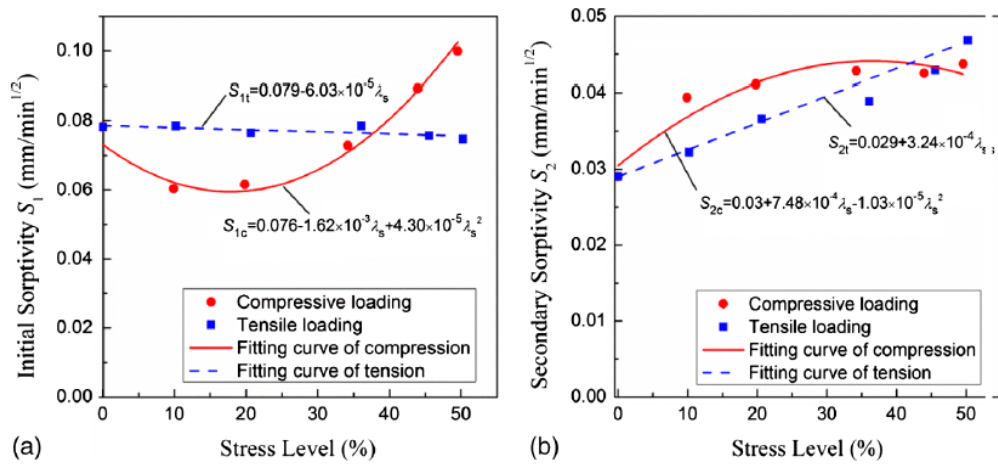 (a)
Initial Sorptivity S₁ (mm/min¹ᐟ²)
0.10
0.08
0.06
0.04
0.02
0.00
S₁ₜ=0.079-6.03×10⁻⁵λₛ
S₁c=0.076-1.62×10⁻³λₛ+4.30×10⁻⁵λₛ²
Compressive loading
Tensile loading
Fitting curve of compression
Fitting curve of tension
0 10 20 30 40 50
Stress Level (%)
(b)
Secondary Sorptivity S₂ (mm/min¹ᐟ²)
0.05
0.04
0.03
0.02
0.01
0.00
S₂ₜ=0.029+3.24×10⁻⁴λₛ
S₂c=0.03+7.48×10⁻⁴λₛ-1.03×10⁻⁵λₛ²
Compressive loading
Tensile loading
Fitting curve of compression
Fitting curve of tension
0 10 20 30 40 50
Stress Level (%)